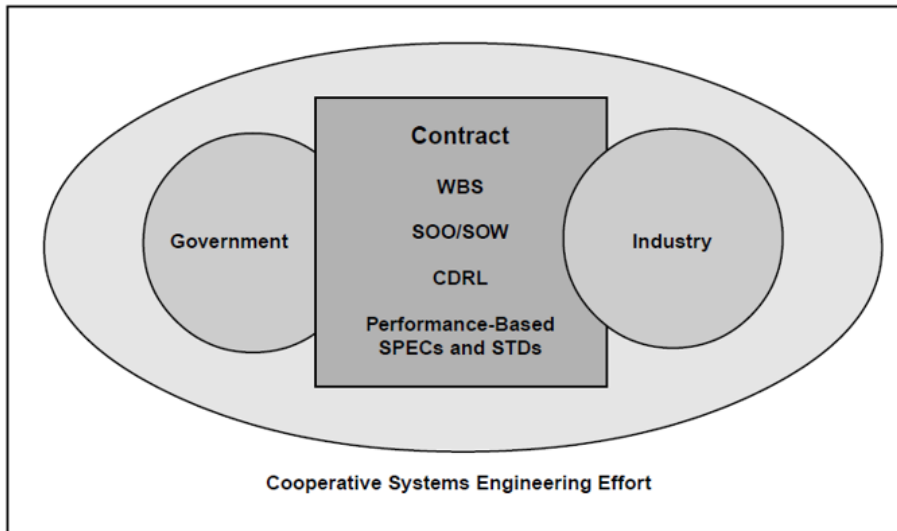 Contract
WBS
Government
SOO/SOW
Industry
CDRL
Performance-Based
SPECs and STDs
Cooperative Systems Engineering Effort